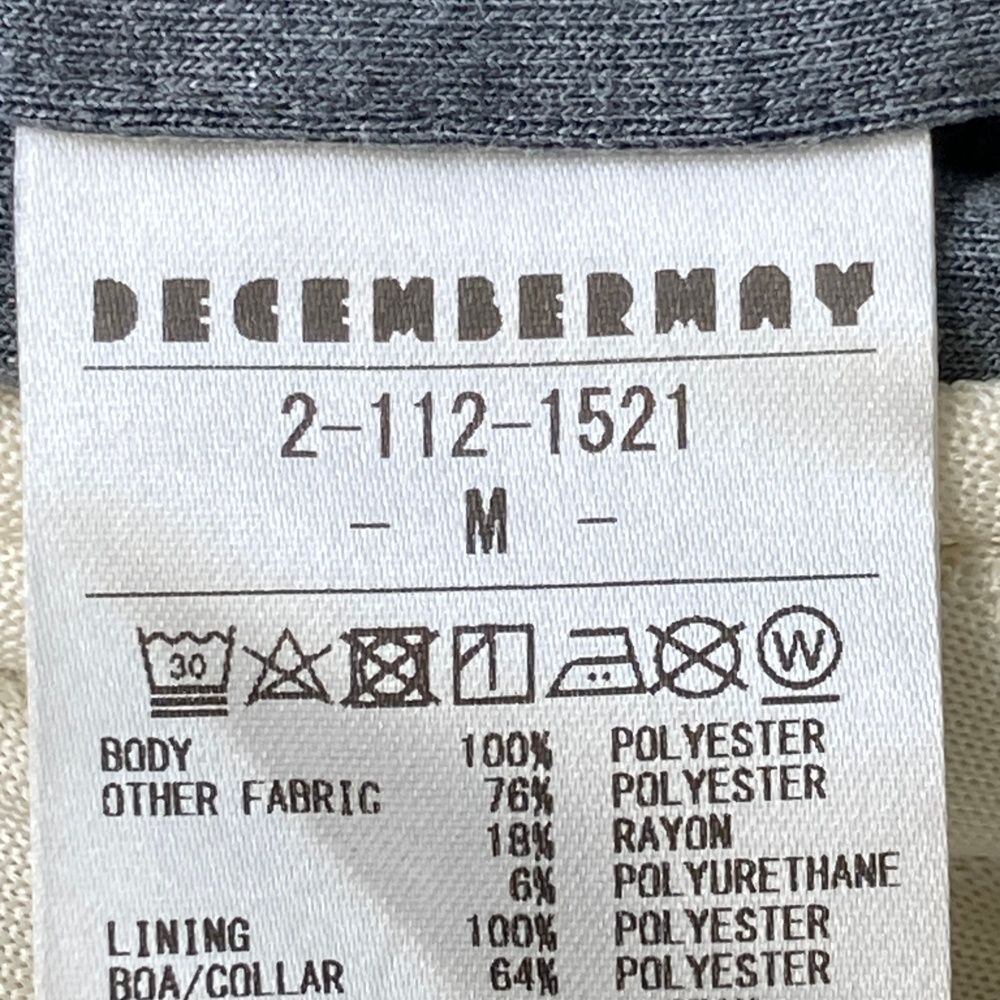 DECEMBERMAY
2-112-1521
- M -
30 W
BODY 100% POLYESTER
OTHER FABRIC 76% POLYESTER
18% RAYON
6% POLYURETHANE
LINING 100% POLYESTER
BOA/COLLAR 64% POLYESTER